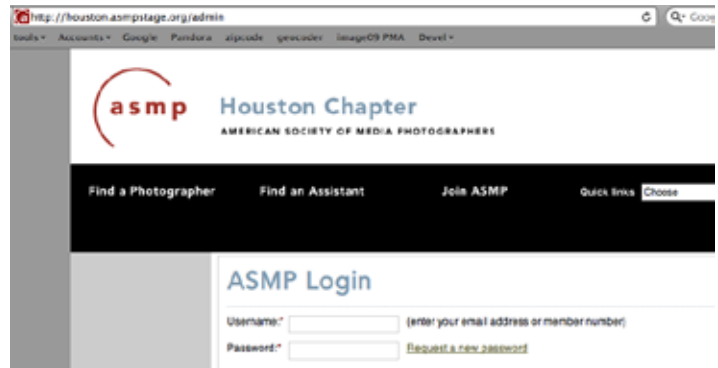 http://houston.asmpstage.org/admin Goog
tools Accounts Google Pandora zipcode geocoder image09 PMA Devel
asmp
Houston Chapter
AMERICAN SOCIETY OF MEDIA PHOTOGRAPHERS
Find a Photographer Find an Assistant Join ASMP Quick links Choose
ASMP Login
Username:* (enter your email address or member number)
Password:* Request a new password